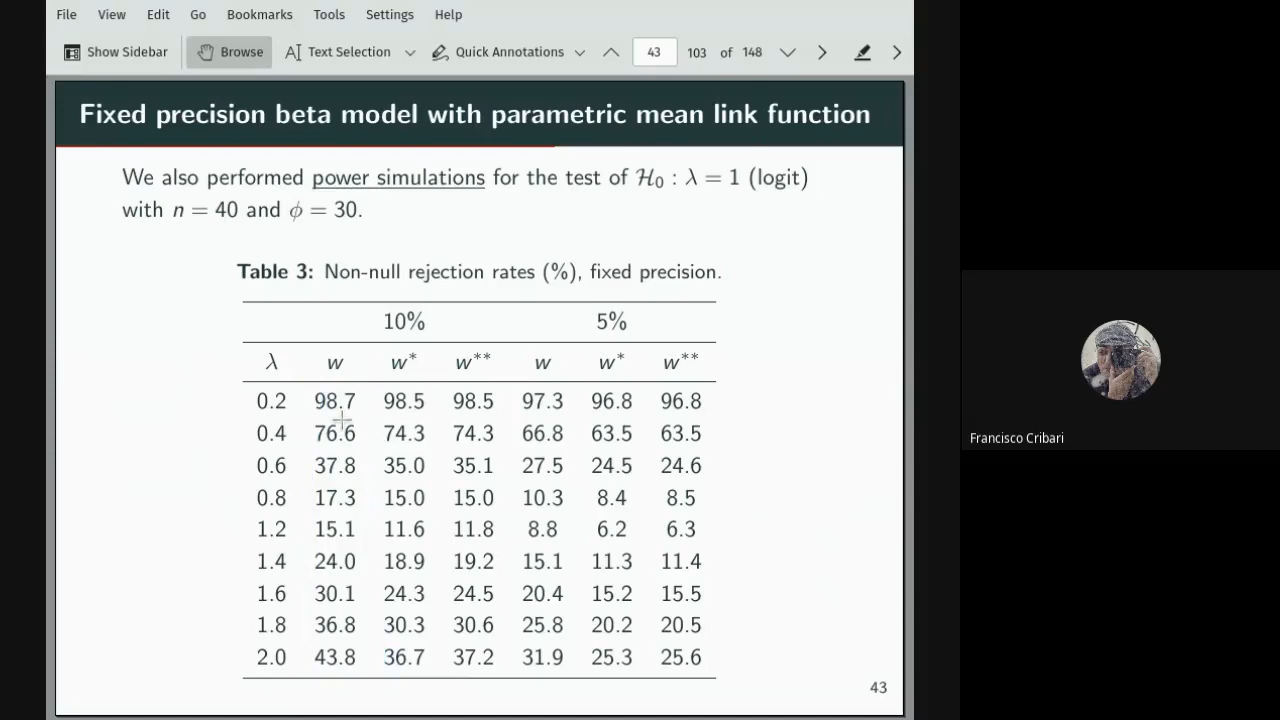 File View Edit Go Bookmarks Tools Settings Help
Show Sidebar Browse Text Selection Quick Annotations 43 103 of 148
Fixed precision beta model with parametric mean link function
We also performed power simulations for the test of ℋ₀ : λ = 1 (logit)
with n = 40 and ϕ = 30.
Table 3: Non-null rejection rates (%), fixed precision.
10% 5%
λ w w* w** w w* w**
0.2 98.7 98.5 98.5 97.3 96.8 96.8
0.4 76.6 74.3 74.3 66.8 63.5 63.5
0.6 37.8 35.0 35.1 27.5 24.5 24.6
0.8 17.3 15.0 15.0 10.3 8.4 8.5
1.2 15.1 11.6 11.8 8.8 6.2 6.3
1.4 24.0 18.9 19.2 15.1 11.3 11.4
1.6 30.1 24.3 24.5 20.4 15.2 15.5
1.8 36.8 30.3 30.6 25.8 20.2 20.5
2.0 43.8 36.7 37.2 31.9 25.3 25.6
43
Francisco Cribari